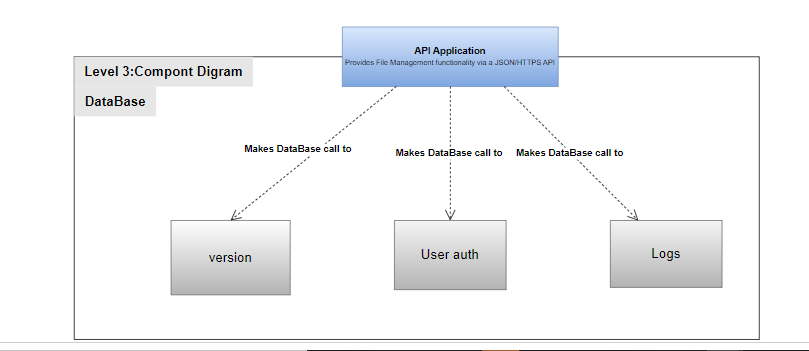 API Application
Provides File Management functionality via a JSON/HTTPS API
Level 3:Compont Digram
DataBase
Makes DataBase call to
Makes DataBase call to
Makes DataBase call to
version
User auth
Logs